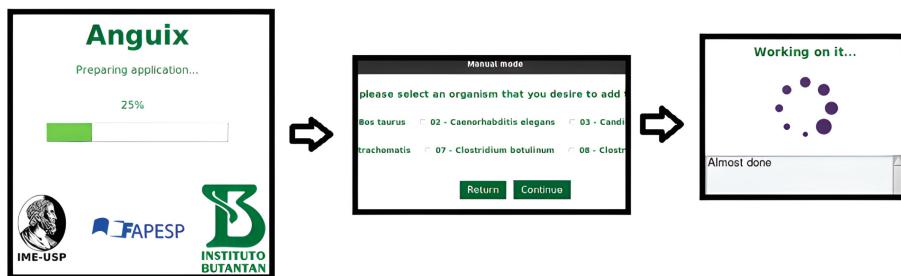 Anguix
Preparing application...
25%
IME-USP
FAPESP
INSTITUTO
BUTANTAN
Manual mode
please select an organism that you desire to add t
Bos taurus 02 - Caenorhabditis elegans 03 - Candi
trachomatis 07 - Clostridium botulinum 08 - Clostr
Return Continue
Working on it...
Almost done